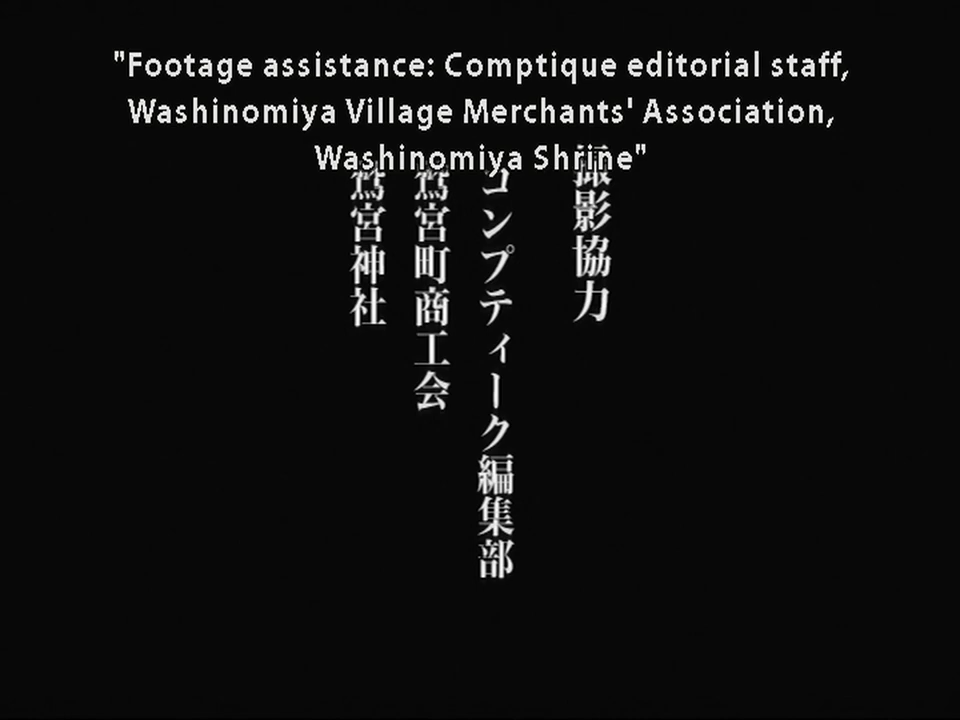 "Footage assistance: Comptique editorial staff,
Washinomiya Village Merchants' Association,
Washinomiya Shrine"
撮影協力
コンプティーク編集部
鷲宮町商工会
鷲宮神社